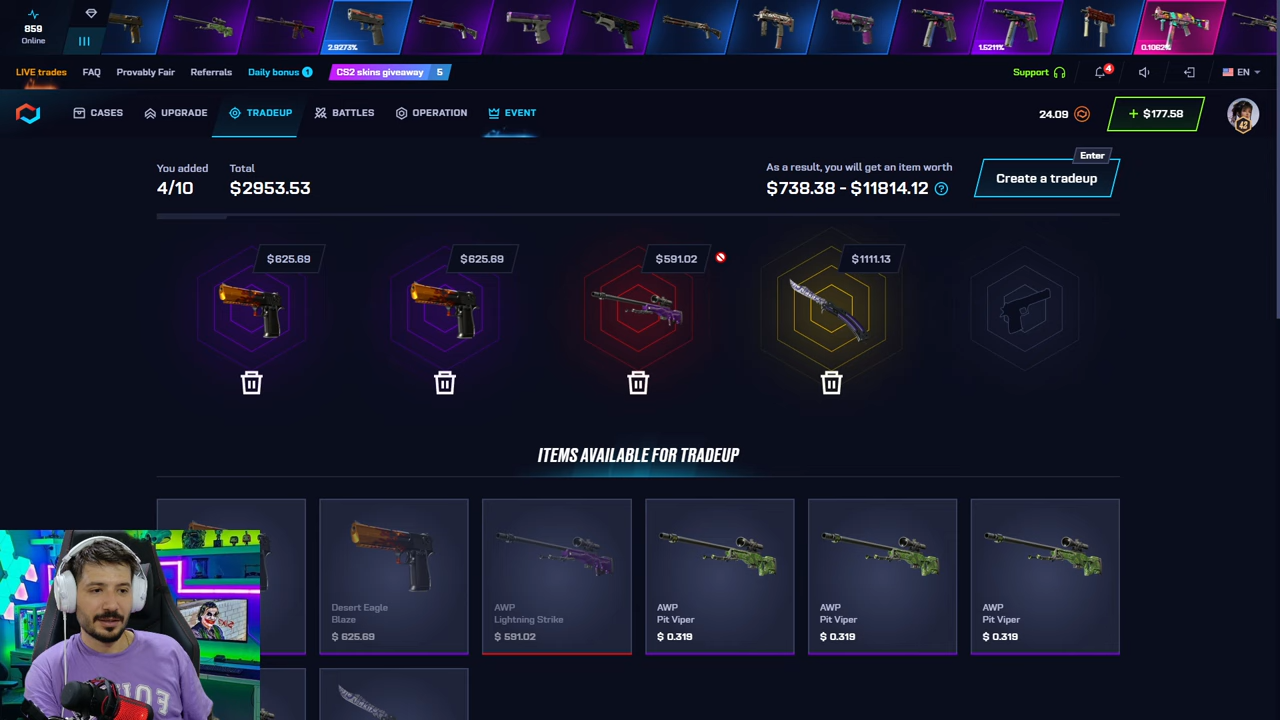 859
Online
2.9273%
1.5211%
0.1062%
LIVE trades
FAQ
Provably Fair
Referrals
Daily bonus 1
CS2 skins giveaway 5
Support
4
EN
CASES
UPGRADE
TRADEUP
BATTLES
OPERATION
EVENT
24.09
+ $177.58
You added
4/10
Total
$2953.53
As a result, you will get an item worth
$738.38 - $11814.12 ?
Enter
Create a tradeup
$625.69
$625.69
$591.02
$1111.13
ITEMS AVAILABLE FOR TRADEUP
Desert Eagle
Blaze
$ 625.69
AWP
Lightning Strike
$ 591.02
AWP
Pit Viper
$ 0.319
AWP
Pit Viper
$ 0.319
AWP
Pit Viper
$ 0.319